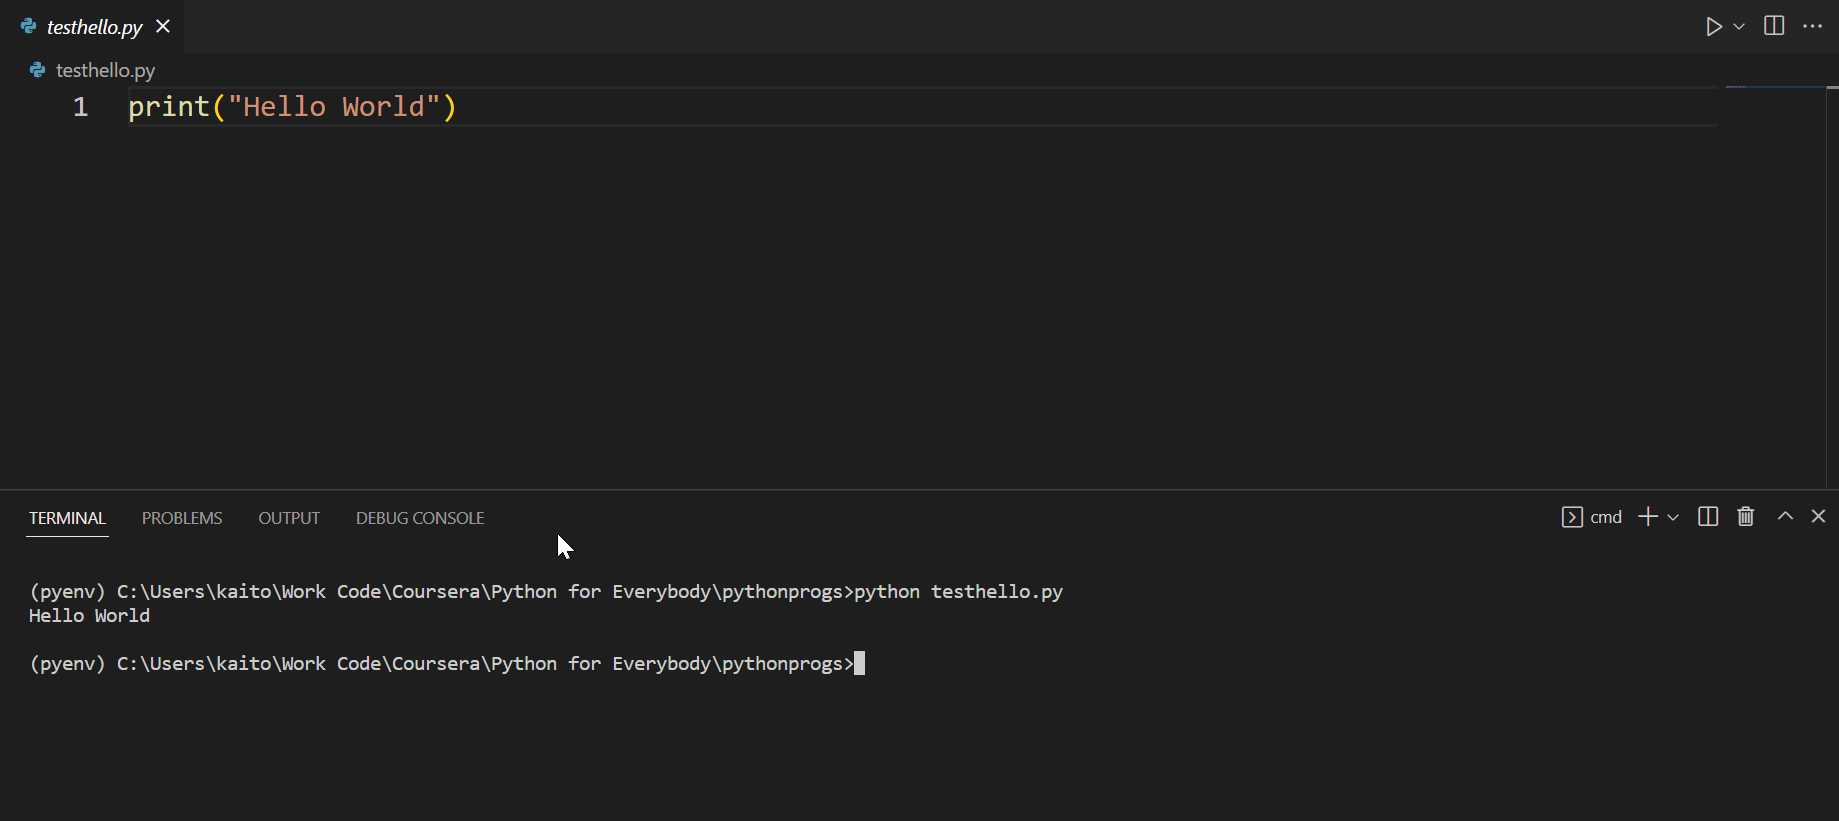 testhello.py
testhello.py
1 print("Hello World")
TERMINAL PROBLEMS OUTPUT DEBUG CONSOLE cmd
(pyenv) C:\Users\kaito\Work Code\Coursera\Python for Everybody\pythonprogs>python testhello.py
Hello World
(pyenv) C:\Users\kaito\Work Code\Coursera\Python for Everybody\pythonprogs>